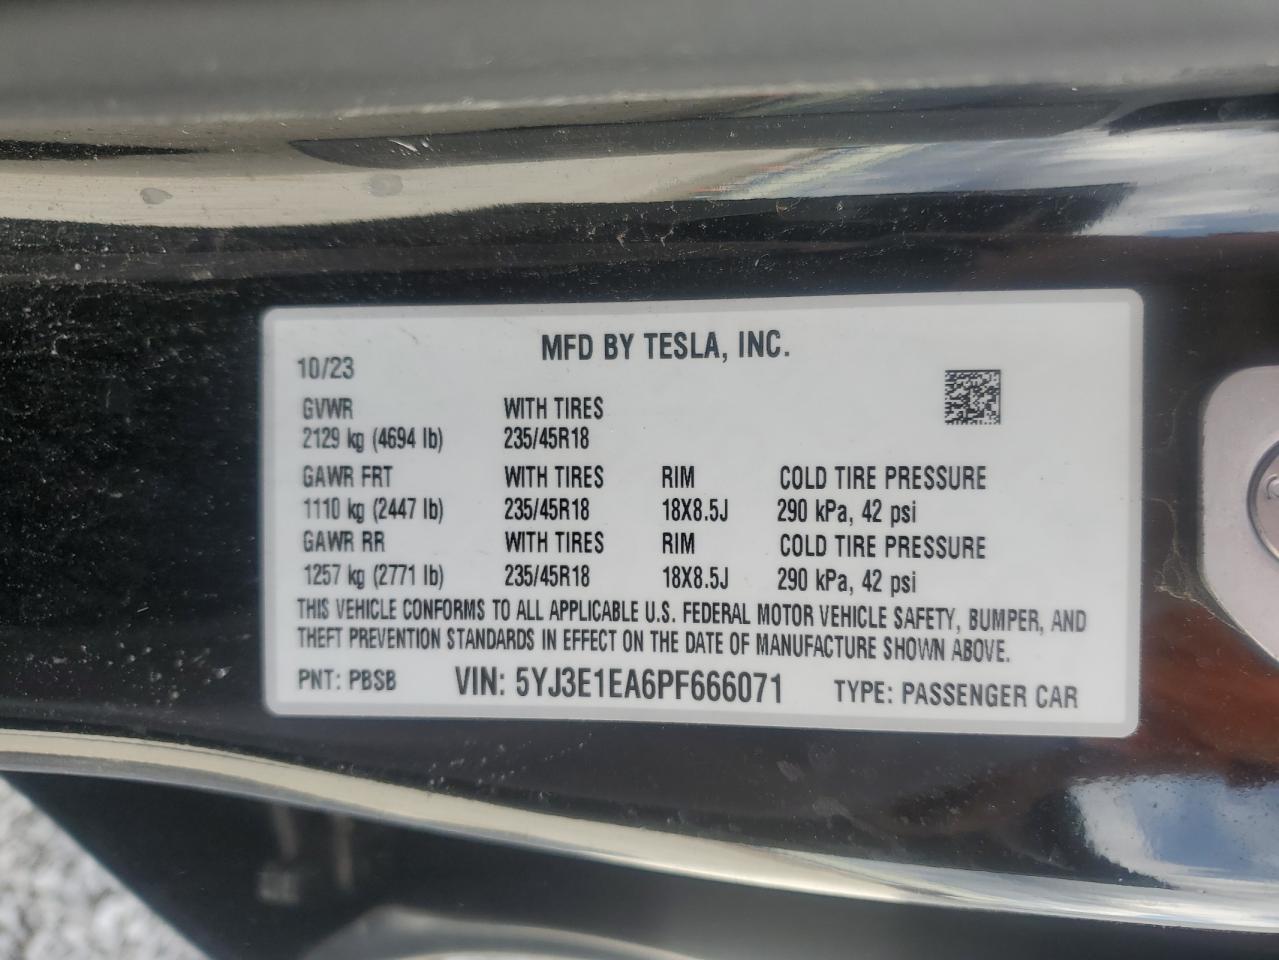 MFD BY TESLA, INC.
10/23
GVWR WITH TIRES
2129 kg (4694 lb) 235/45R18
GAWR FRT WITH TIRES RIM COLD TIRE PRESSURE
1110 kg (2447 lb) 235/45R18 18X8.5J 290 kPa, 42 psi
GAWR RR WITH TIRES RIM COLD TIRE PRESSURE
1257 kg (2771 lb) 235/45R18 18X8.5J 290 kPa, 42 psi
THIS VEHICLE CONFORMS TO ALL APPLICABLE U.S. FEDERAL MOTOR VEHICLE SAFETY, BUMPER, AND
THEFT PREVENTION STANDARDS IN EFFECT ON THE DATE OF MANUFACTURE SHOWN ABOVE.
PNT: PBSB VIN: 5YJ3E1EA6PF666071 TYPE: PASSENGER CAR